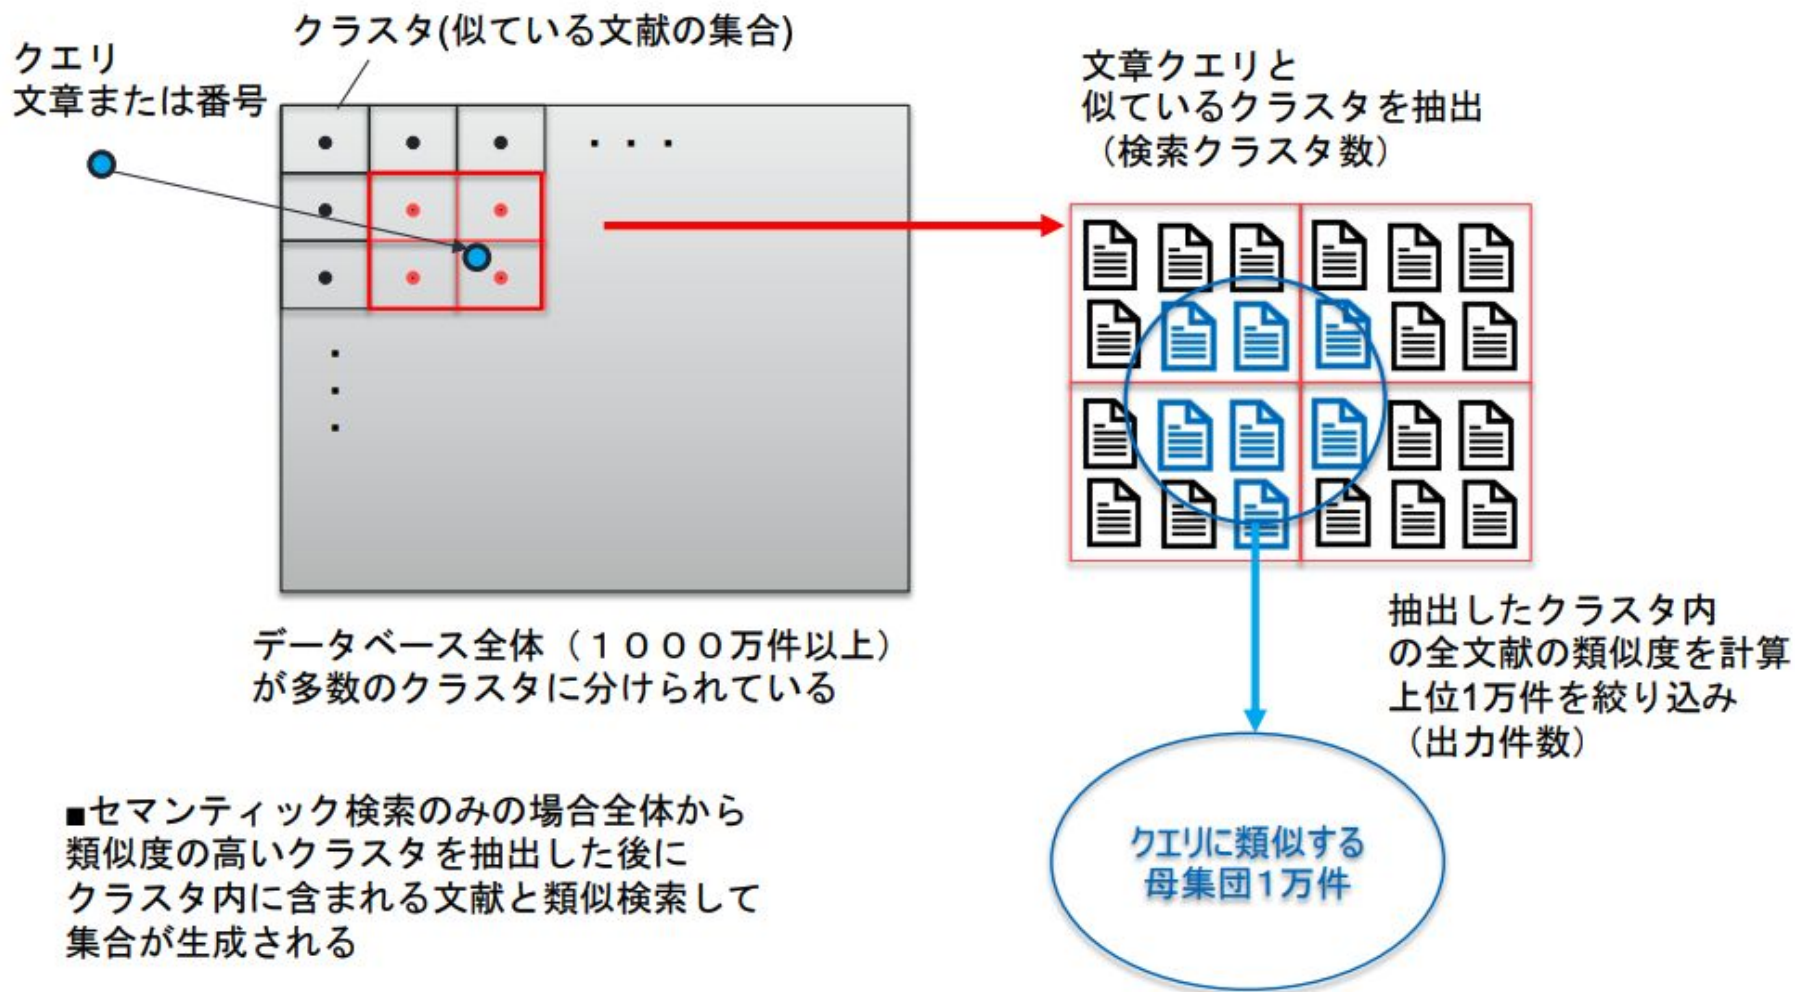 クラスタ(似ている文献の集合)
クエリ
文章または番号
・・・
・
・
・
データベース全体（１０００万件以上）
が多数のクラスタに分けられている
文章クエリと
似ているクラスタを抽出
（検索クラスタ数）
抽出したクラスタ内
の全文献の類似度を計算
上位1万件を絞り込み
（出力件数）
クエリに類似する
母集団１万件
■セマンティック検索のみの場合全体から
類似度の高いクラスタを抽出した後に
クラスタ内に含まれる文献と類似検索して
集合が生成される